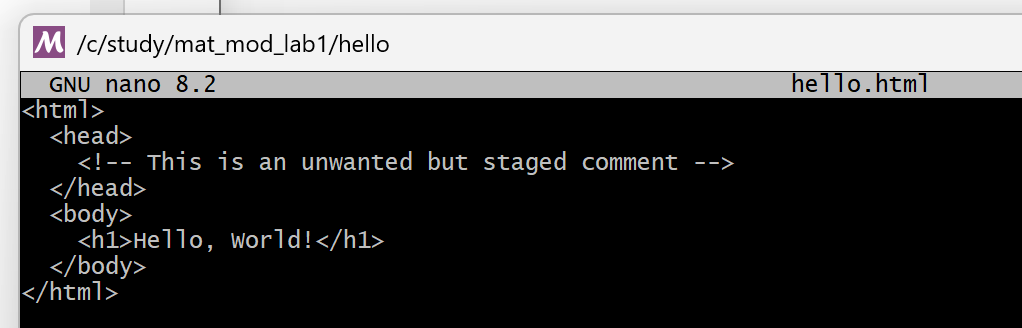 /c/study/mat_mod_lab1/hello
GNU nano 8.2 hello.html
<html>
  <head>
    <!-- This is an unwanted but staged comment -->
  </head>
  <body>
    <h1>Hello, World!</h1>
  </body>
</html>